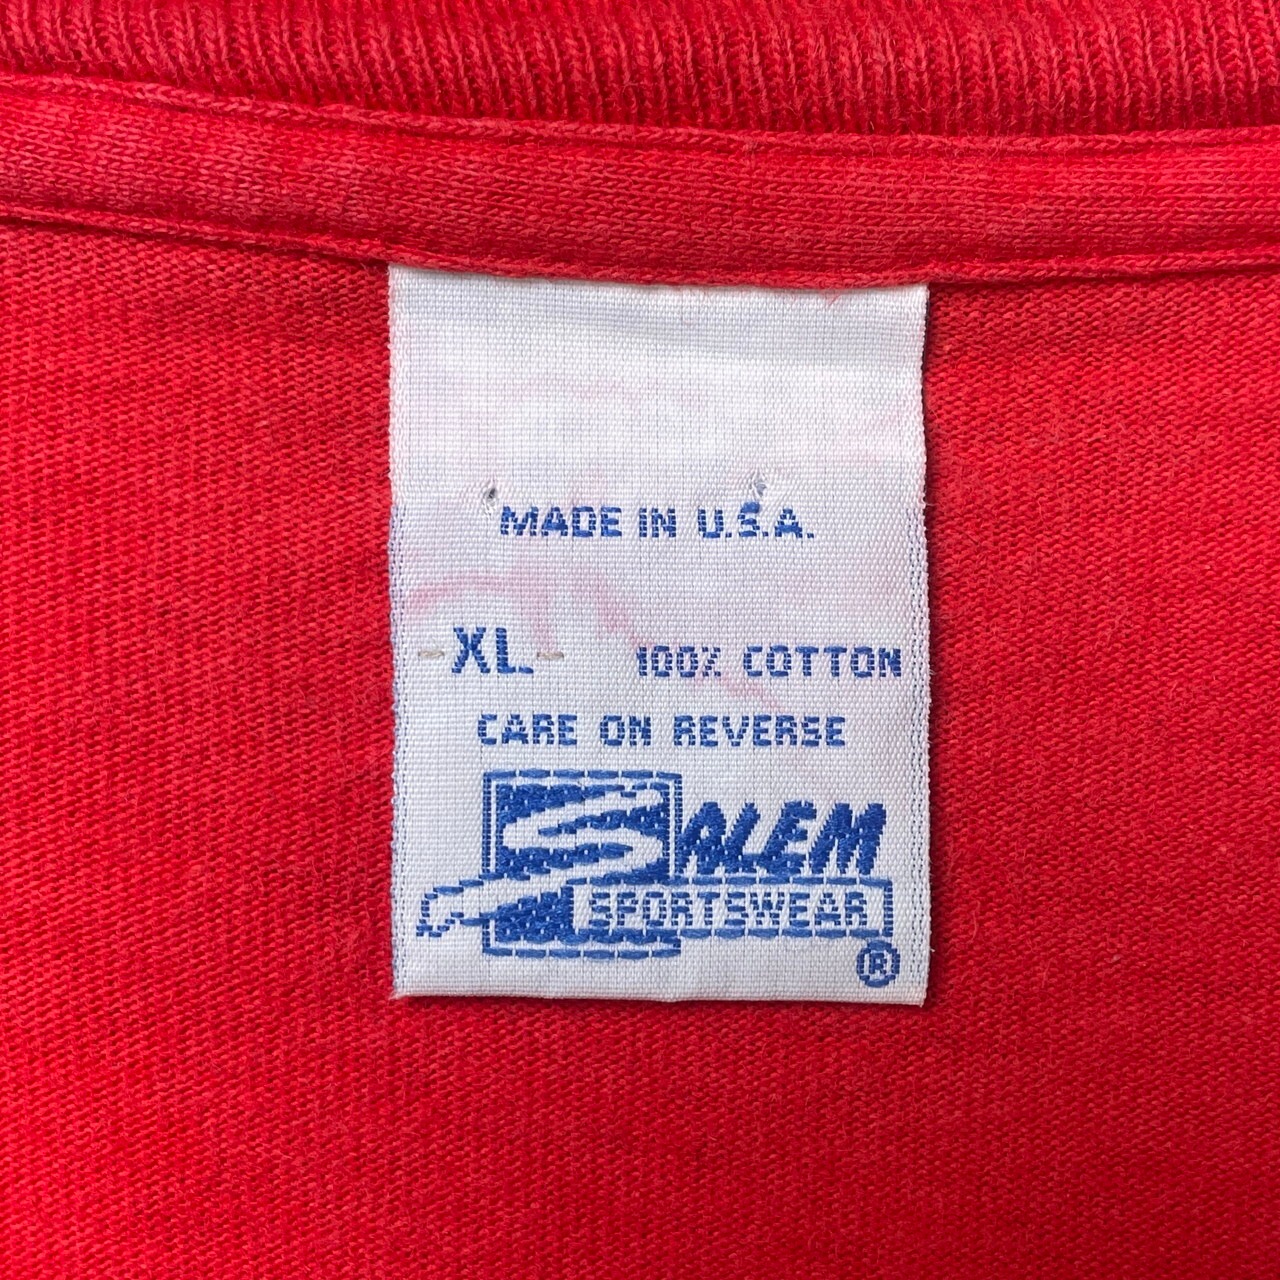 MADE IN U.S.A.
XL 100% COTTON
CARE ON REVERSE
SALEM
SPORTSWEAR
®